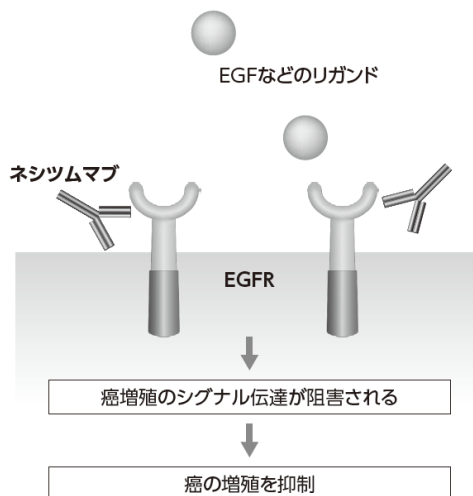 EGFなどのリガンド
ネシツムマブ
EGFR
癌増殖のシグナル伝達が阻害される
癌の増殖を抑制